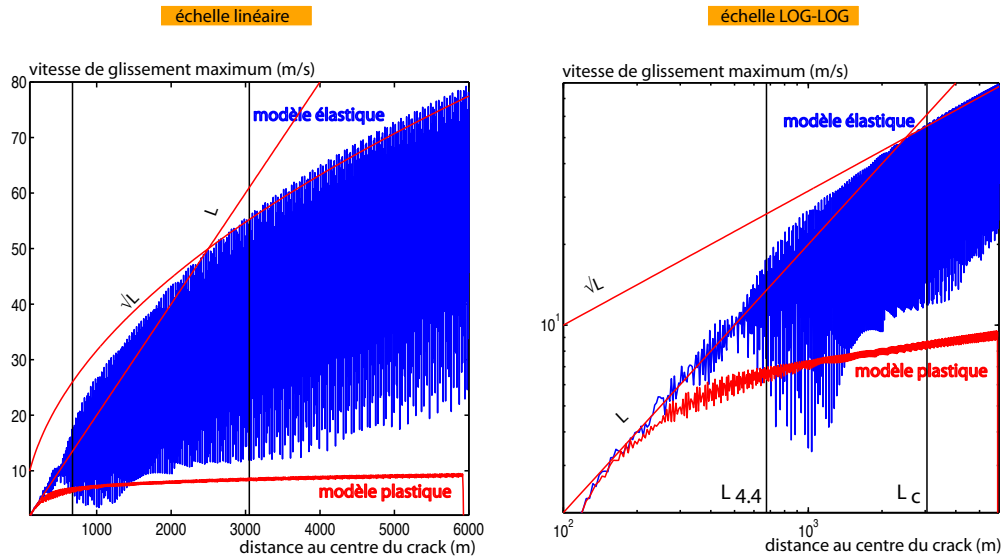 échelle linéaire
échelle LOG-LOG
vitesse de glissement maximum (m/s)
80
70
60
50
40
30
20
10
modèle élastique
L
√L
modèle plastique
1000
2000
3000
4000
5000
6000
distance au centre du crack (m)
vitesse de glissement maximum (m/s)
modèle élastique
√L
10¹
modèle plastique
L
L 4.4
L c
10²
10³
distance au centre du crack (m)